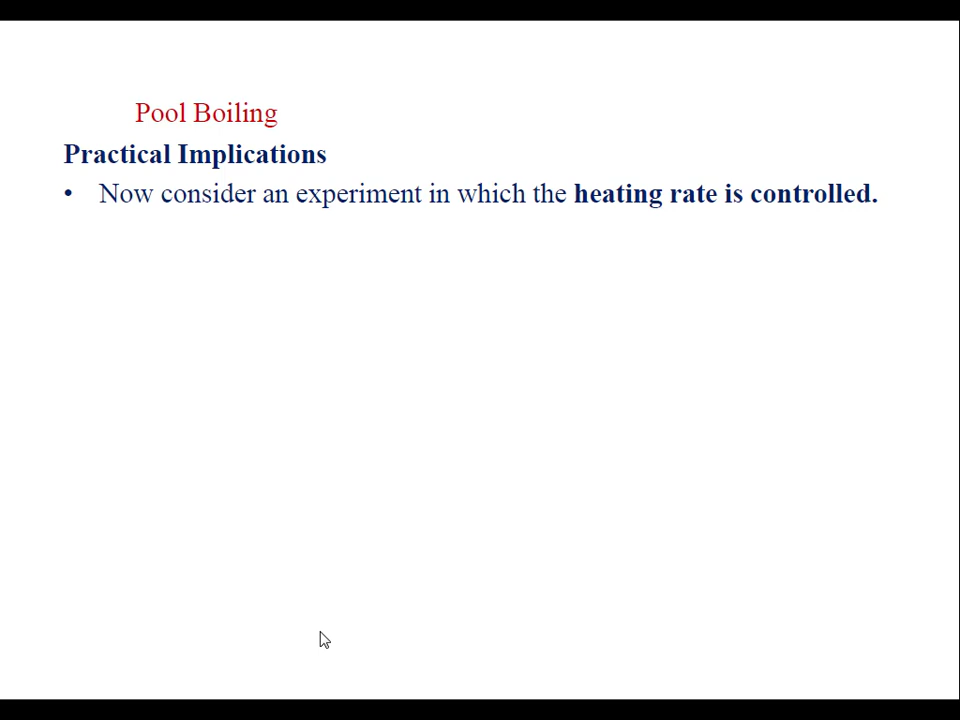 Pool Boiling
Practical Implications
• Now consider an experiment in which the heating rate is controlled.